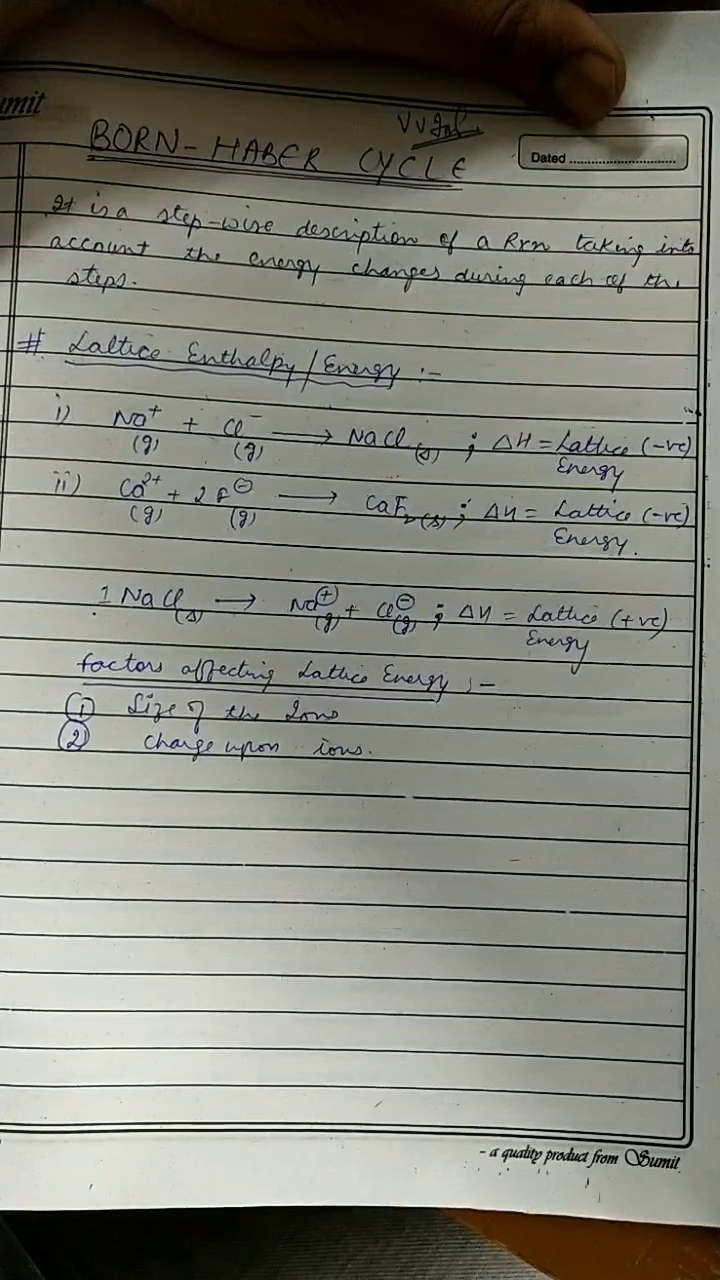 umit
V V Imp.
BORN-HABER CYCLE
Dated
It is a step-wise description of a Rxn taking into
account the energy changes during each of the
steps.
# Lattice Enthalpy/Energy :-
i) Na⁺(g) + Cl⁻(g) → NaCl(s) ; ΔH = Lattice (-ve)
Energy
ii) Ca²⁺(g) + 2F⊖(g) → CaF₂(s) ; ΔH = Lattice (-ve)
Energy.
1 NaCl(s) → Na⊕(g) + Cl⊖(g) ; ΔH = Lattice (+ve)
Energy
factors affecting Lattice Energy :-
① Size of the Ions
② Charge upon ions.
- a quality product from Sumit